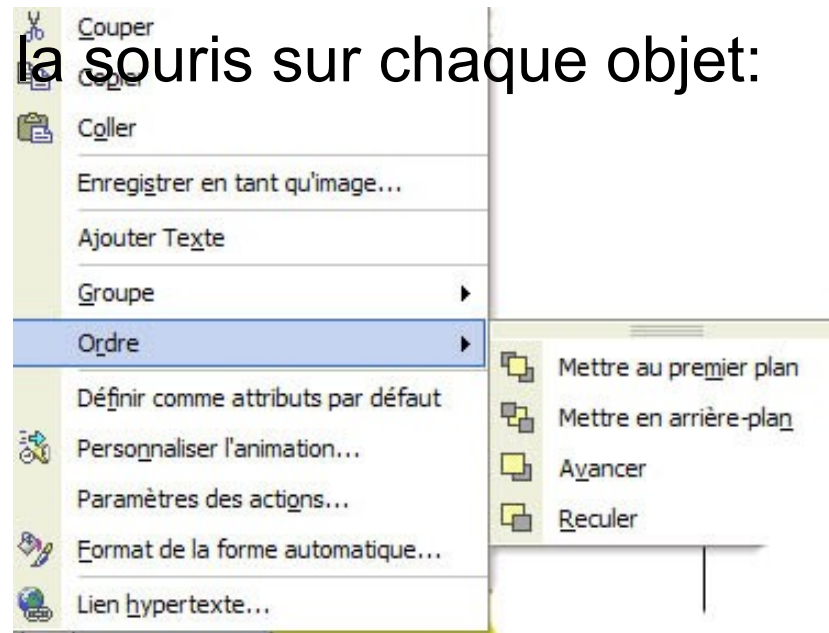 Couper
la souris sur chaque objet:
Copier
Coller
Enregistrer en tant qu'image...
Ajouter Texte
Groupe
Ordre
Mettre au premier plan
Définir comme attributs par défaut
Mettre en arrière-plan
Personnaliser l'animation...
Avancer
Paramètres des actions...
Reculer
Format de la forme automatique...
Lien hypertexte...